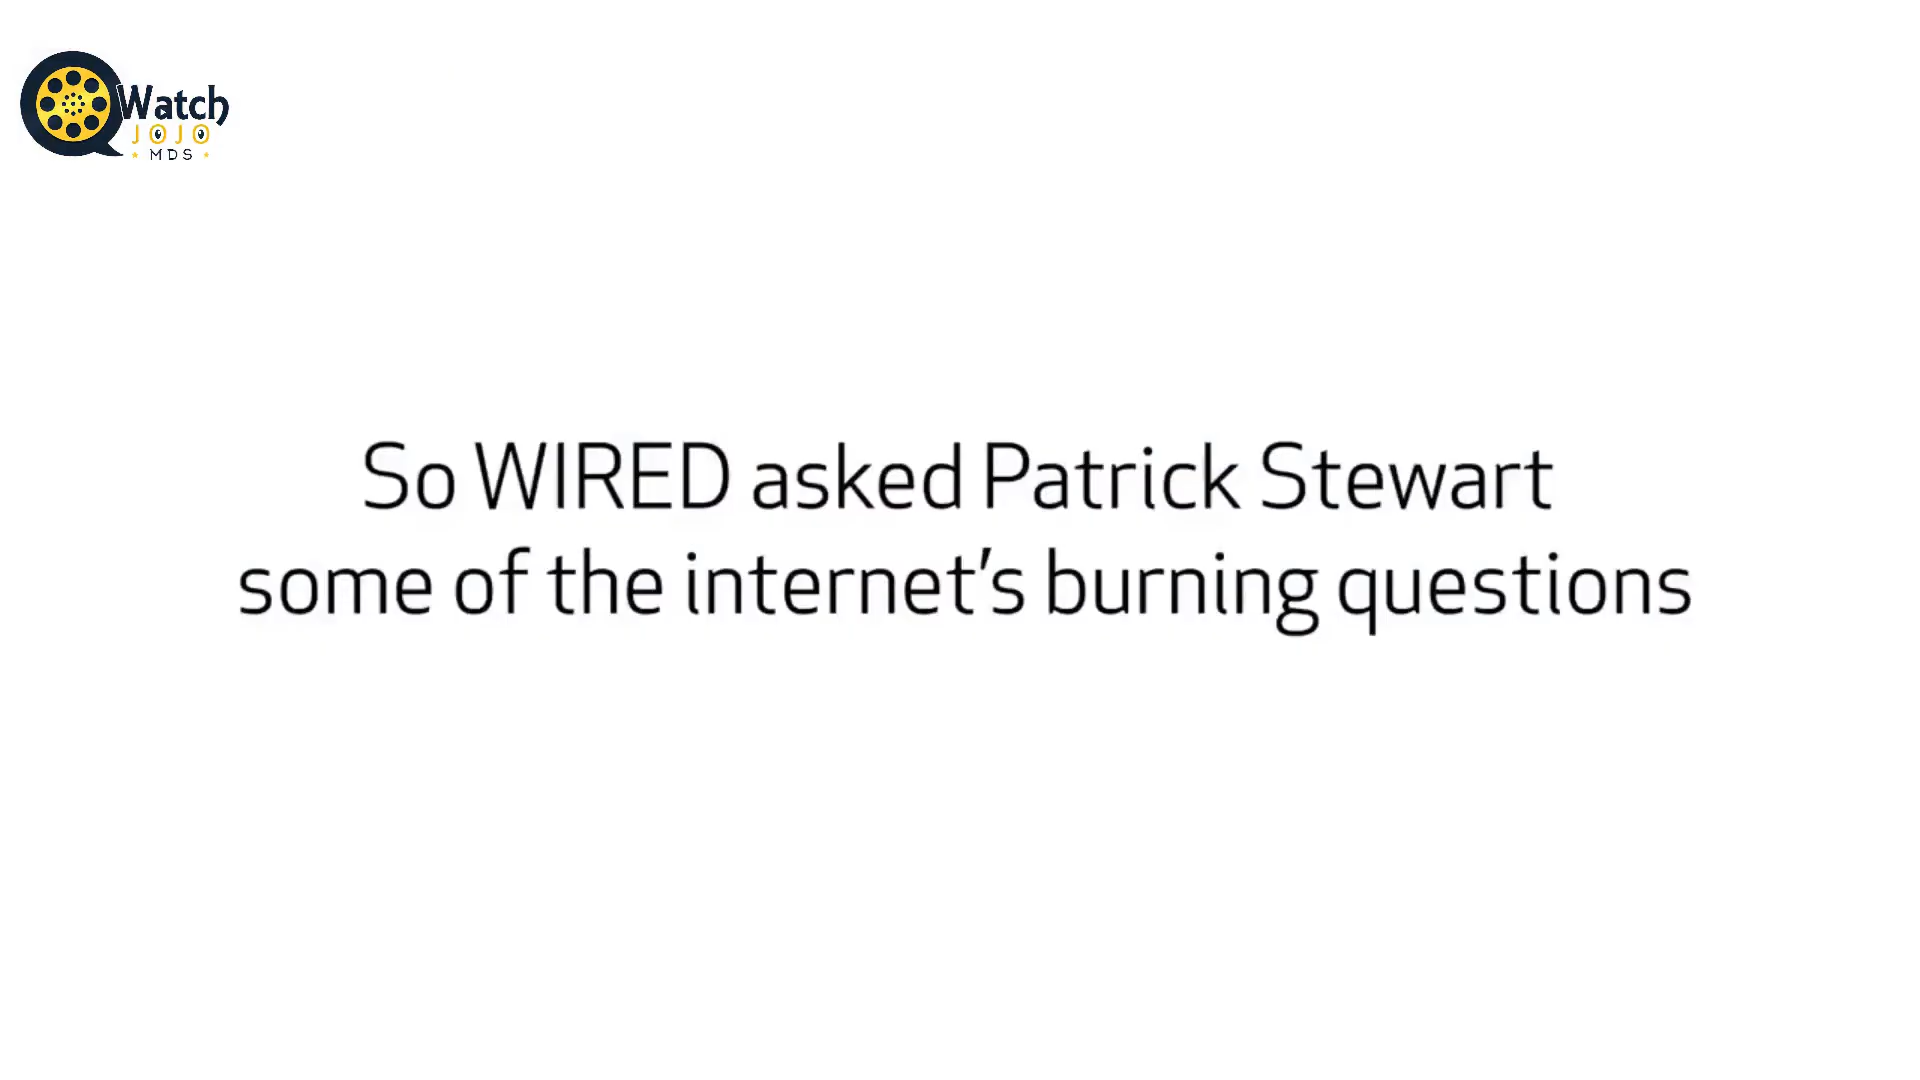 Watch
JOJO
MDS
So WIRED asked Patrick Stewart
some of the internet's burning questions